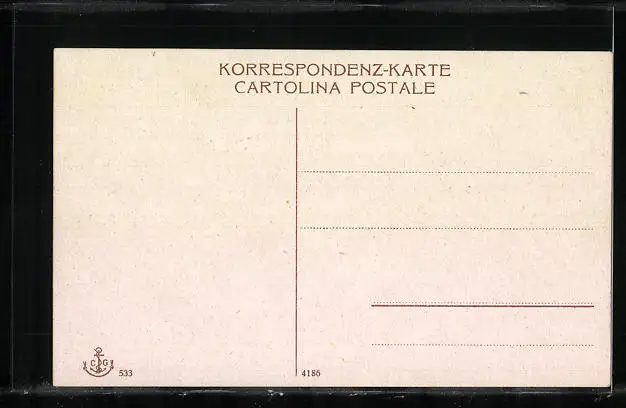 KORRESPONDENZ-KARTE
CARTOLINA POSTALE
C G
533
4186